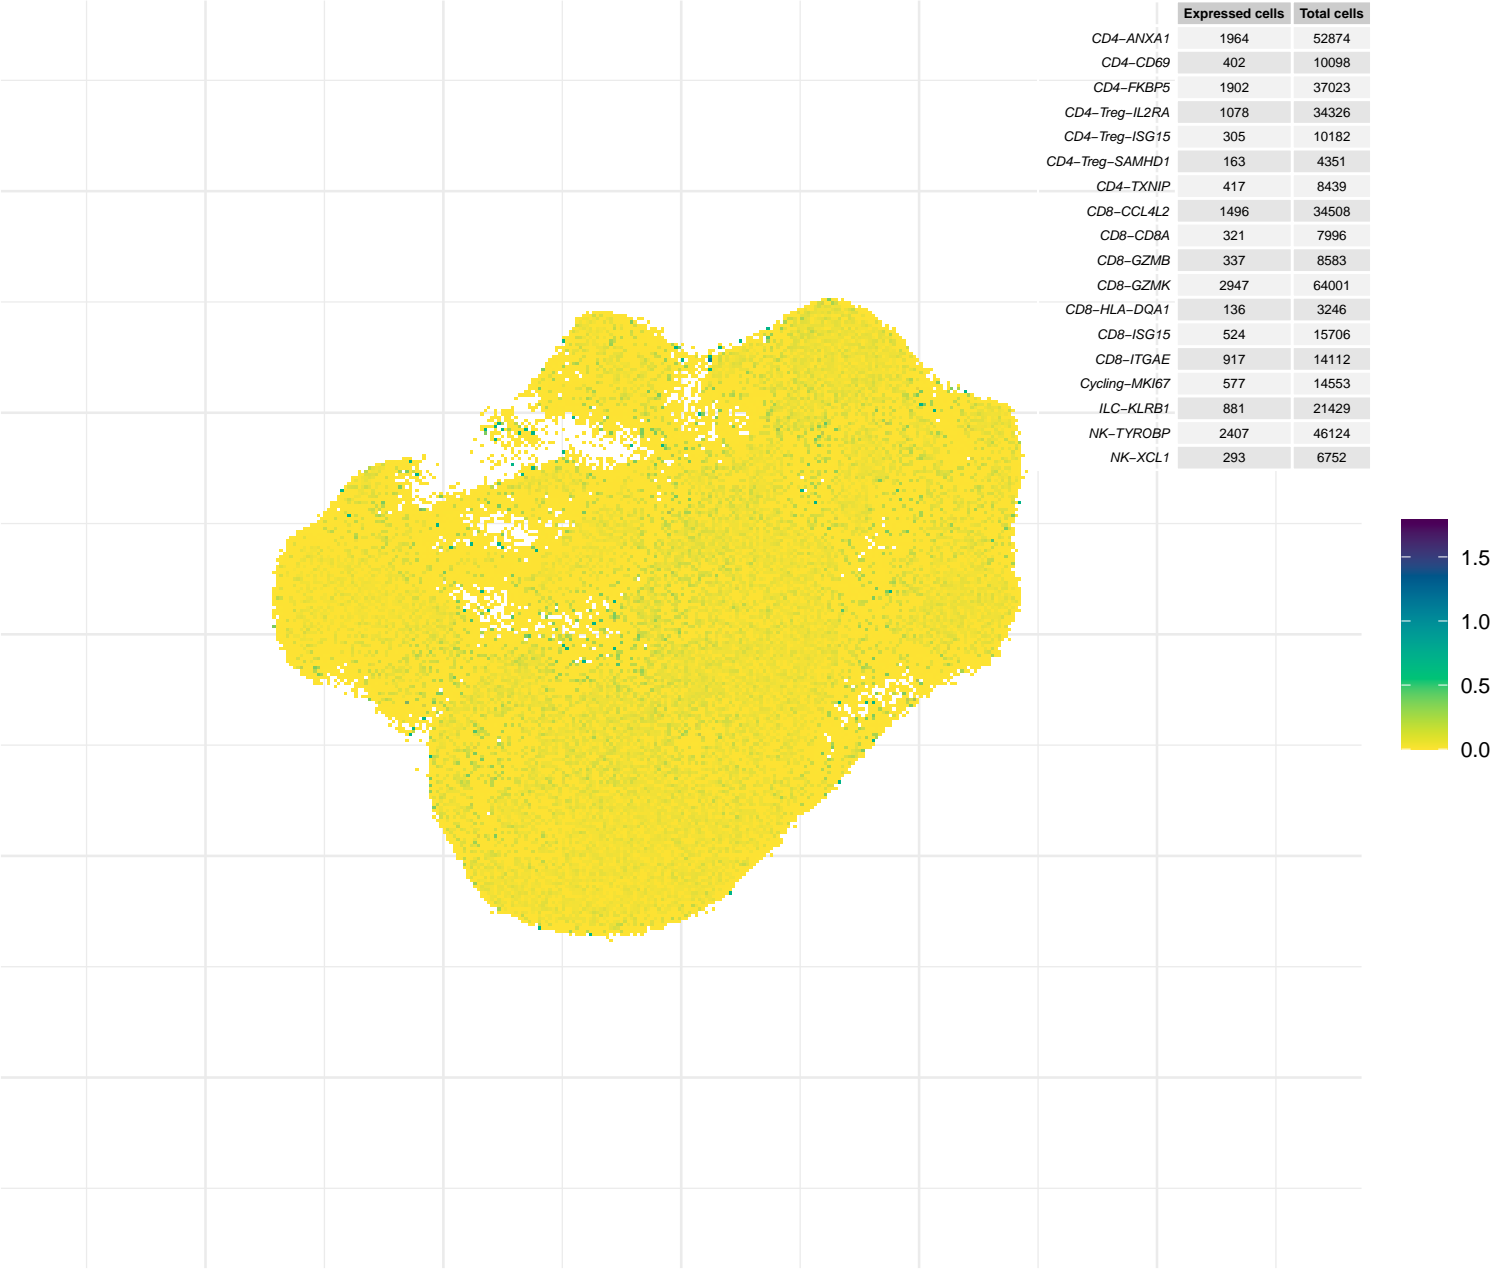 Expressed cells Total cells
CD4−ANXA1 1964 52874
CD4−CD69 402 10098
CD4−FKBP5 1902 37023
CD4−Treg−IL2RA 1078 34326
CD4−Treg−ISG15 305 10182
CD4−Treg−SAMHD1 163 4351
CD4−TXNIP 417 8439
CD8−CCL4L2 1496 34508
CD8−CD8A 321 7996
CD8−GZMB 337 8583
CD8−GZMK 2947 64001
CD8−HLA−DQA1 136 3246
CD8−ISG15 524 15706
CD8−ITGAE 917 14112
Cycling−MKI67 577 14553
ILC−KLRB1 881 21429
NK−TYROBP 2407 46124
NK−XCL1 293 6752
1.5
1.0
0.5
0.0